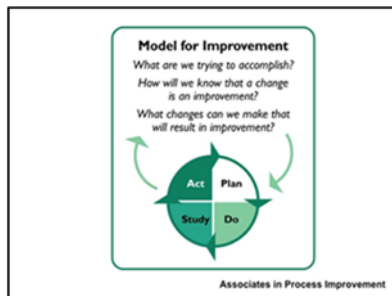 Model for Improvement
What are we trying to accomplish?
How will we know that a change
is an improvement?
What changes can we make that
will result in improvement?
Act
Plan
Study
Do
Associates in Process Improvement